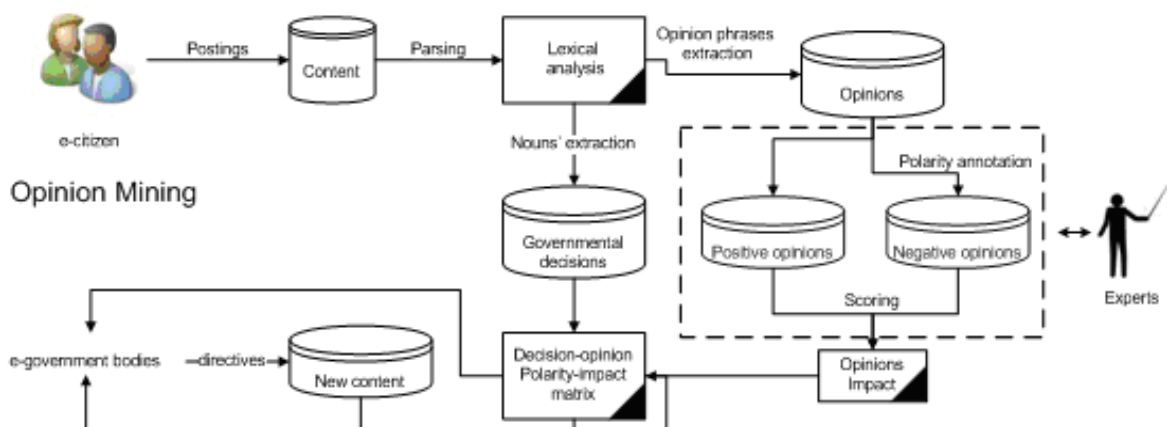 Postings
Content
Parsing
Lexical
analysis
Opinion phrases
extraction
Opinions
e-citizen
Nouns' extraction
Polarity annotation
Opinion Mining
Governmental
decisions
Positive opinions
Negative opinions
Scoring
Experts
e-government bodies
directives
New content
Decision-opinion
Polarity-impact
matrix
Opinions
Impact